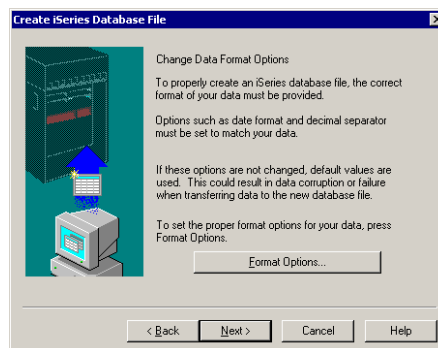 Create iSeries Database File
Change Data Format Options
To properly create an iSeries database file, the correct
format of your data must be provided.
Options such as date format and decimal separator
must be set to match your data.
If these options are not changed, default values are
used. This could result in data corruption or failure
when transferring data to the new database file.
To set the proper format options for your data, press
Format Options.
Format Options...
< Back
Next >
Cancel
Help